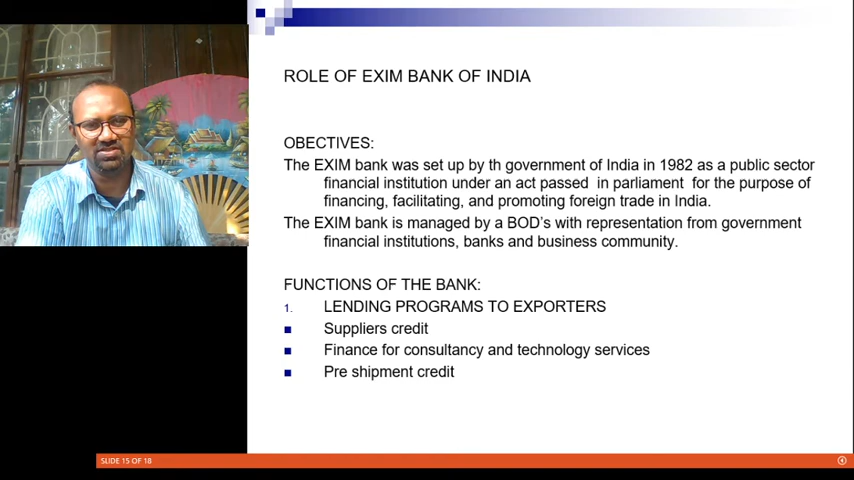 ROLE OF EXIM BANK OF INDIA
OBECTIVES:
The EXIM bank was set up by th government of India in 1982 as a public sector
financial institution under an act passed in parliament for the purpose of
financing, facilitating, and promoting foreign trade in India.
The EXIM bank is managed by a BOD's with representation from government
financial institutions, banks and business community.
FUNCTIONS OF THE BANK:
1. LENDING PROGRAMS TO EXPORTERS
Suppliers credit
Finance for consultancy and technology services
Pre shipment credit
SLIDE 15 OF 18